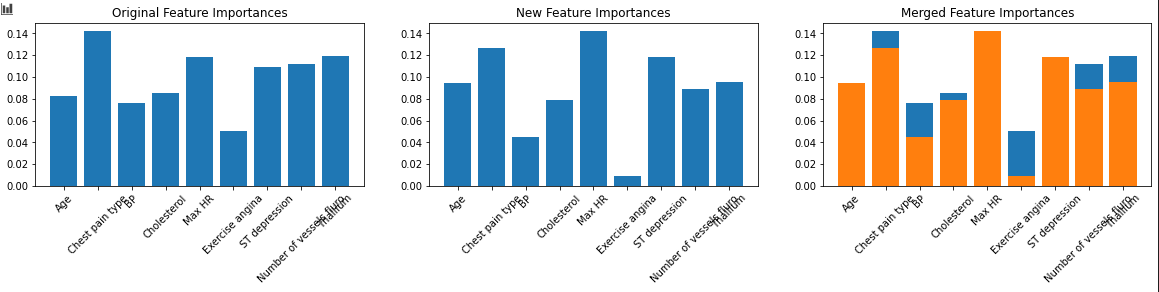 Original Feature Importances
0.14
0.12
0.10
0.08
0.06
0.04
0.02
0.00
Age
Chest pain type
BP
Cholesterol
Max HR
Exercise angina
ST depression
Number of vessels fluro
Thallium
New Feature Importances
0.14
0.12
0.10
0.08
0.06
0.04
0.02
0.00
Age
Chest pain type
BP
Cholesterol
Max HR
Exercise angina
ST depression
Number of vessels fluro
Thallium
Merged Feature Importances
0.14
0.12
0.10
0.08
0.06
0.04
0.02
0.00
Age
Chest pain type
BP
Cholesterol
Max HR
Exercise angina
ST depression
Number of vessels fluro
Thallium